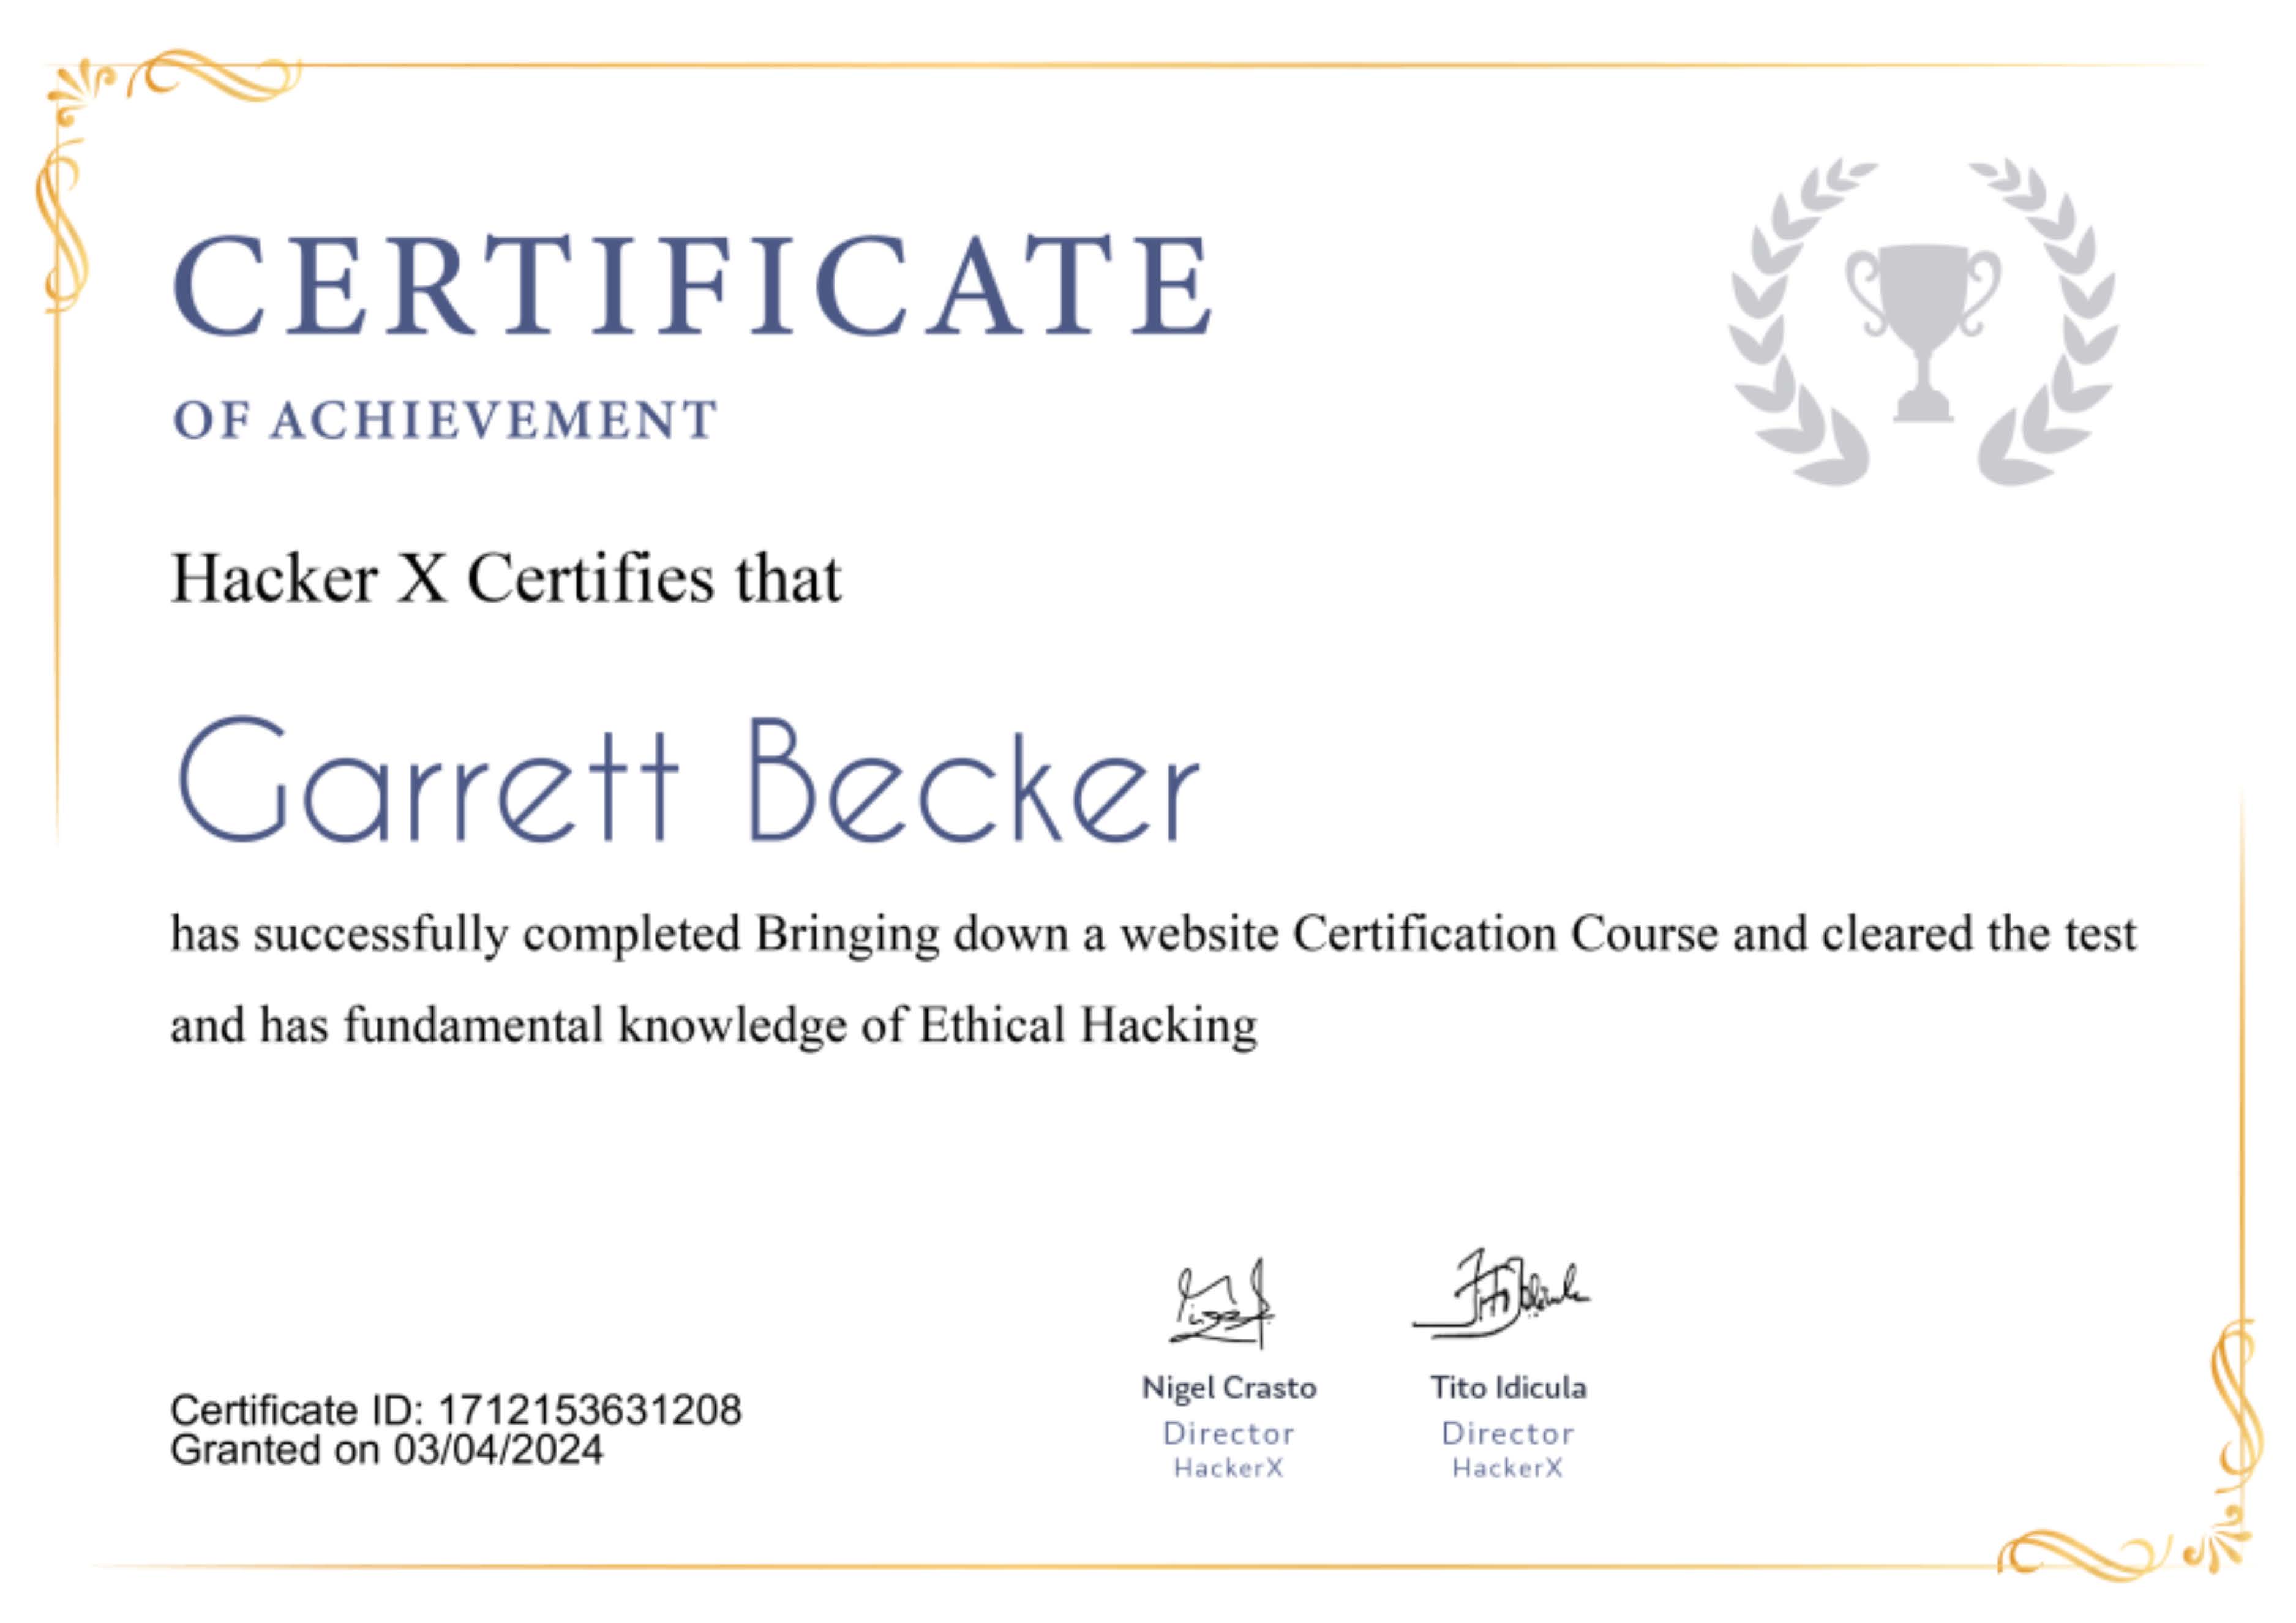 CERTIFICATE
OF ACHIEVEMENT
Hacker X Certifies that
Garrett Becker
has successfully completed Bringing down a website Certification Course and cleared the test
and has fundamental knowledge of Ethical Hacking
Certificate ID: 1712153631208
Granted on 03/04/2024
Nigel Crasto
Director
HackerX
Tito Idicula
Director
HackerX